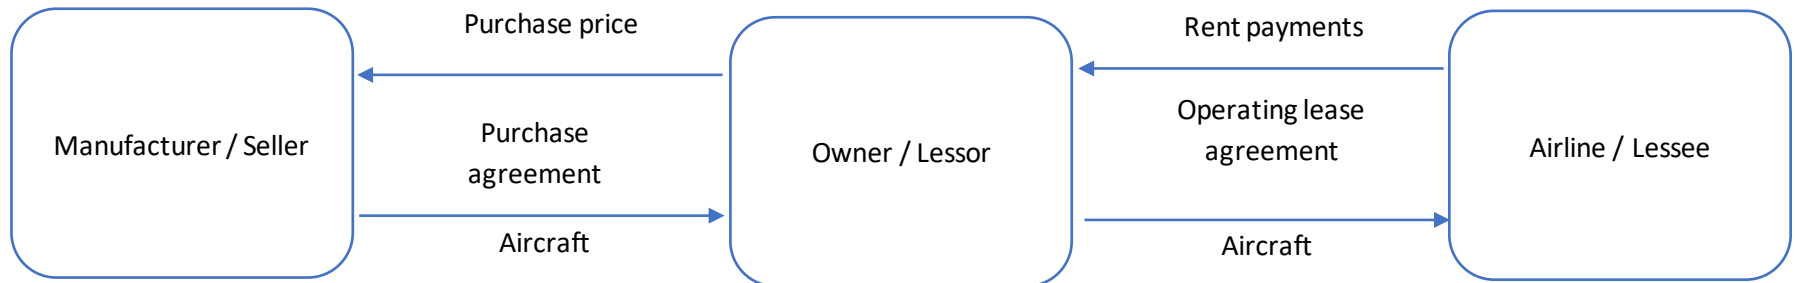 Purchase price
Rent payments
Manufacturer / Seller
Purchase
agreement
Owner / Lessor
Operating lease
agreement
Airline / Lessee
Aircraft
Aircraft